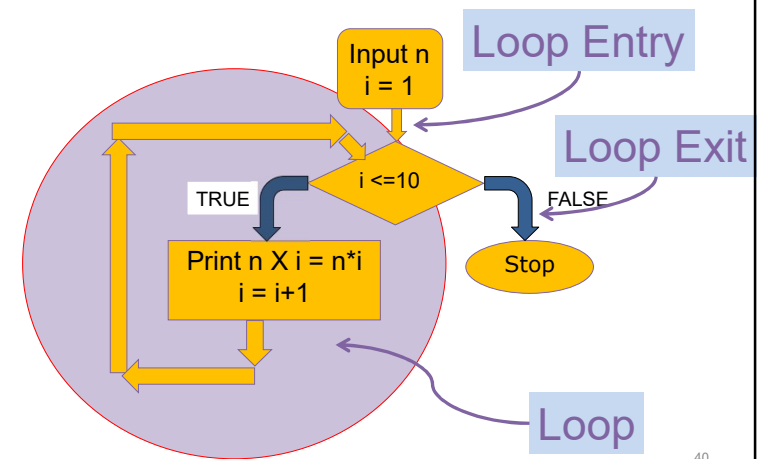 Input n
i = 1
Loop Entry
Loop Exit
i <=10
TRUE
FALSE
Print n X i = n*i
i = i+1
Stop
Loop
40